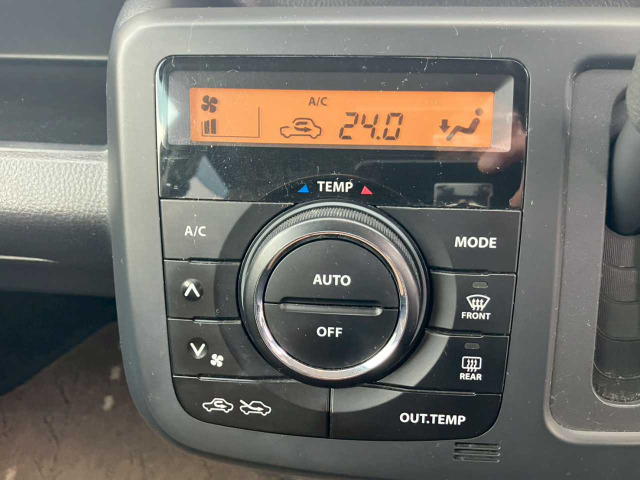 A/C
24.0
TEMP
A/C
MODE
AUTO
OFF
FRONT
REAR
OUT.TEMP